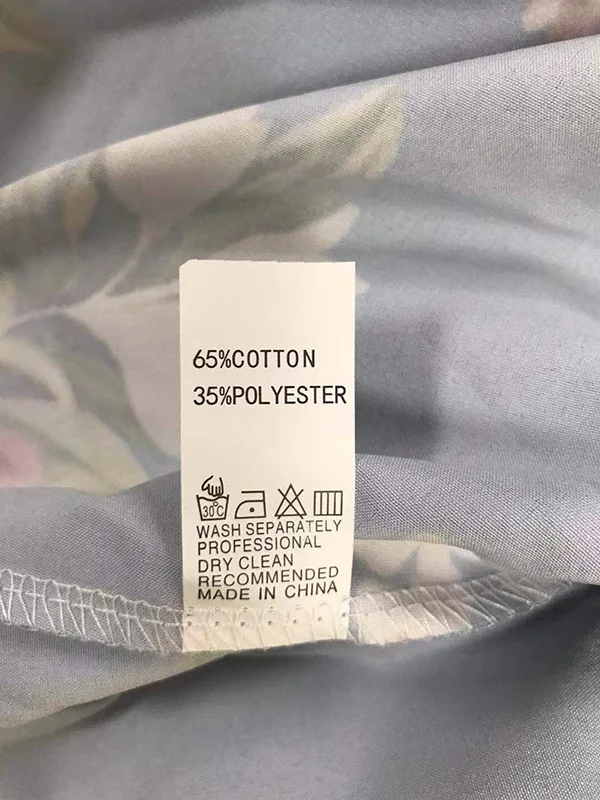 65%COTTON
35%POLYESTER
30°C
WASH SEPARATELY
PROFESSIONAL
DRY CLEAN
RECOMMENDED
MADE IN CHINA